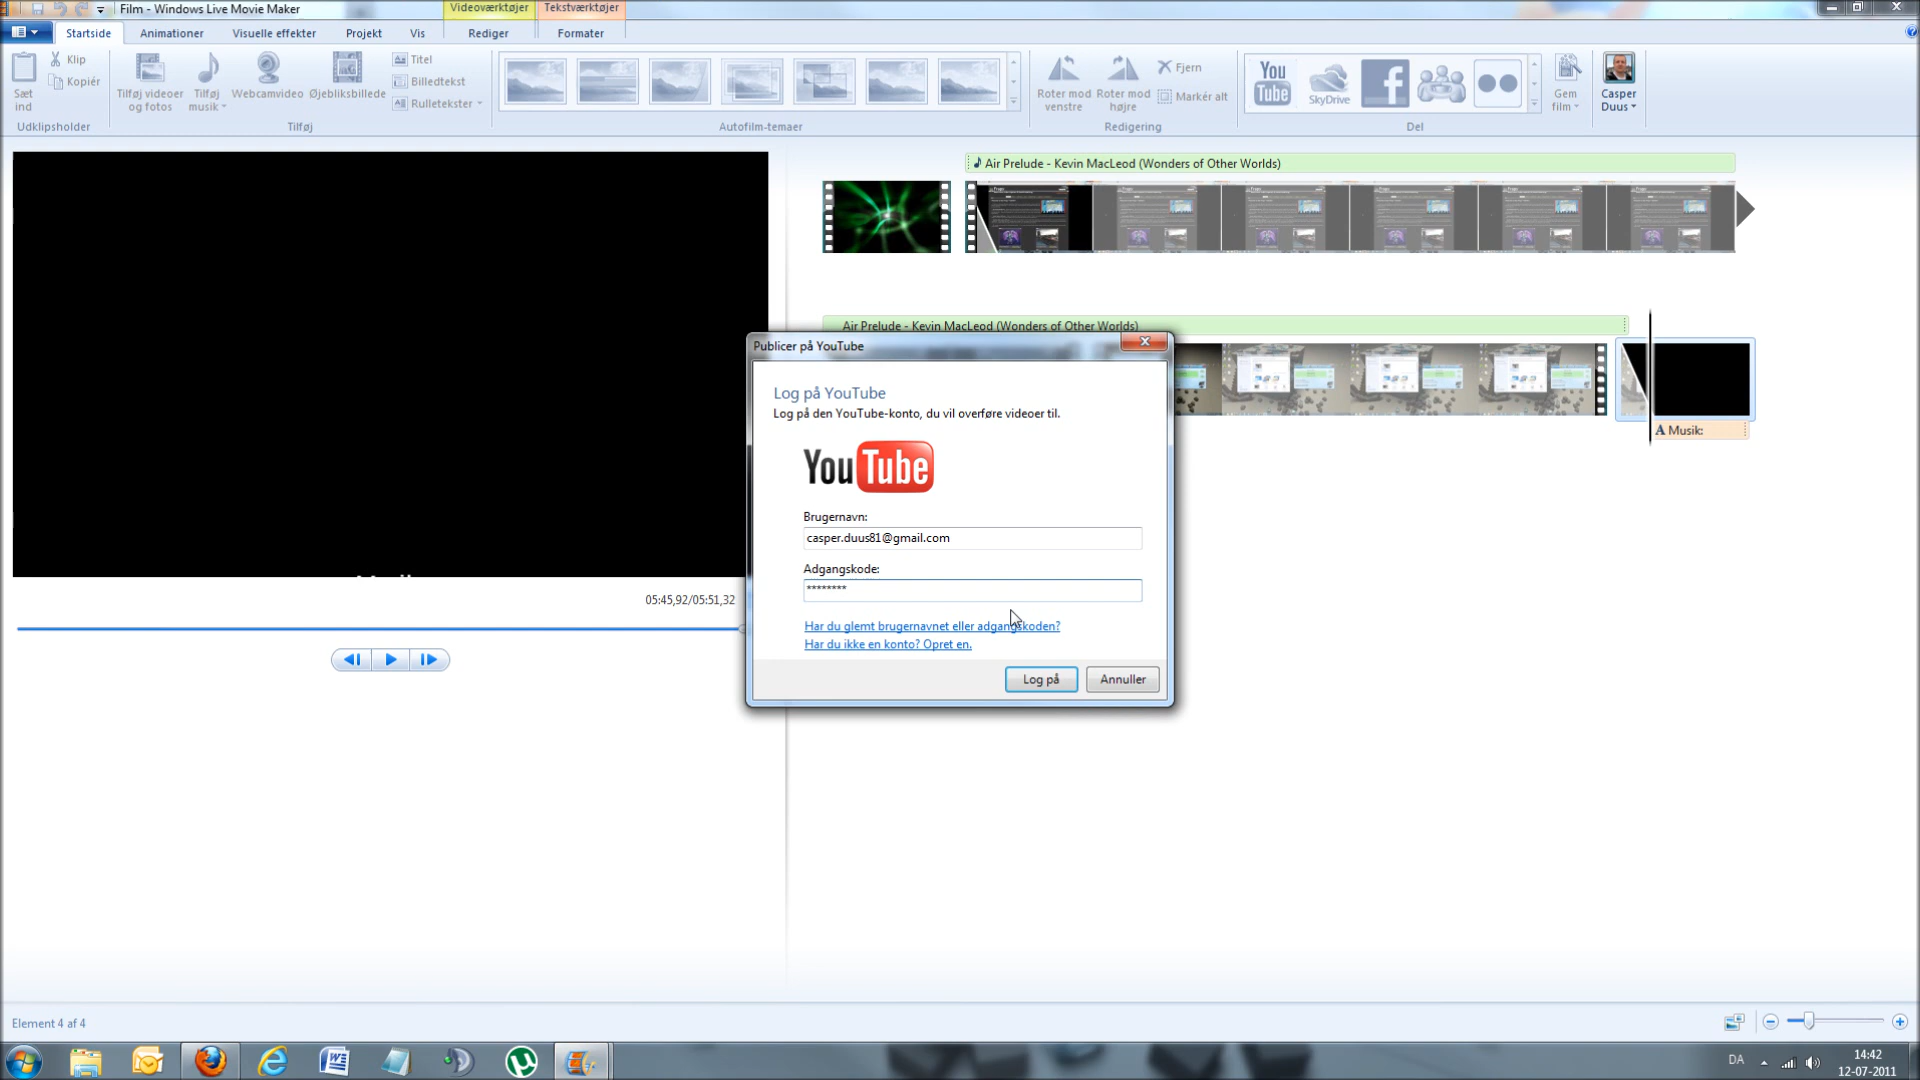 Film - Windows Live Movie Maker
Videoværktøjer
Tekstværktøjer
Startside
Animationer
Visuelle effekter
Projekt
Vis
Rediger
Formater
Sæt ind
Klip
Kopiér
Udklipsholder
Tilføj videoer og fotos
Tilføj musik
Webcamvideo
Øjebliksbillede
Titel
Billedtekst
Rulletekster
Tilføj
Autofilm-temaer
Roter mod venstre
Roter mod højre
Fjern
Markér alt
Redigering
You Tube
SkyDrive
Del
Gem film
Casper Duus
Air Prelude - Kevin MacLeod (Wonders of Other Worlds)
Air Prelude - Kevin MacLeod (Wonders of Other Worlds)
A Musik:
05:45,92/05:51,32
Publicer på YouTube
Log på YouTube
Log på den YouTube-konto, du vil overføre videoer til.
YouTube
Brugernavn:
casper.duus81@gmail.com
Adgangskode:
********
Har du glemt brugernavnet eller adgangskoden?
Har du ikke en konto? Opret en.
Log på
Annuller
Element 4 af 4
DA
14:42
12-07-2011